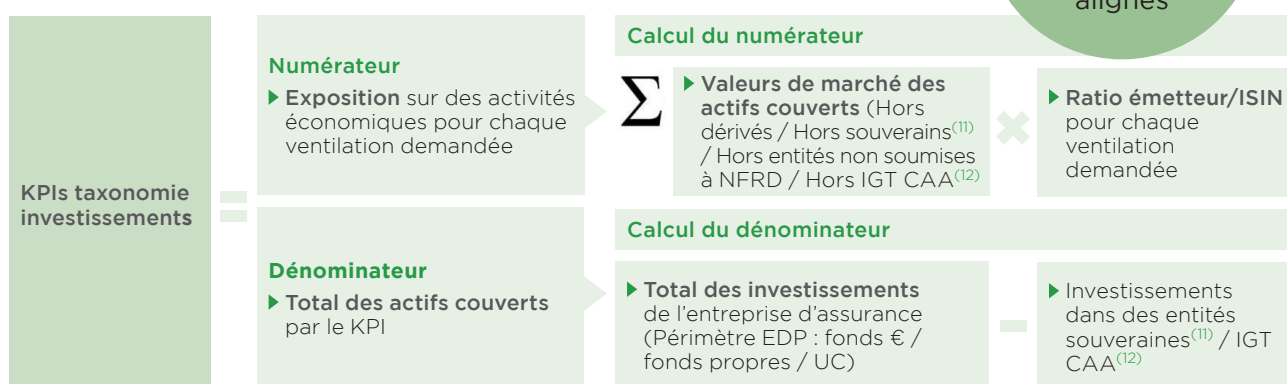 alignés
KPIs taxonomie
investissements
=
Numérateur
▶ Exposition sur des activités
économiques pour chaque
ventilation demandée
Calcul du numérateur
Σ
▶ Valeurs de marché des
actifs couverts (Hors
dérivés / Hors souverains(11)
/ Hors entités non soumises
à NFRD / Hors IGT CAA(12)
×
▶ Ratio émetteur/ISIN
pour chaque
ventilation
demandée
Dénominateur
▶ Total des actifs couverts
par le KPI
Calcul du dénominateur
▶ Total des investissements
de l'entreprise d'assurance
(Périmètre EDP : fonds € /
fonds propres / UC)
-
▶ Investissements
dans des entités
souveraines(11) / IGT
CAA(12)